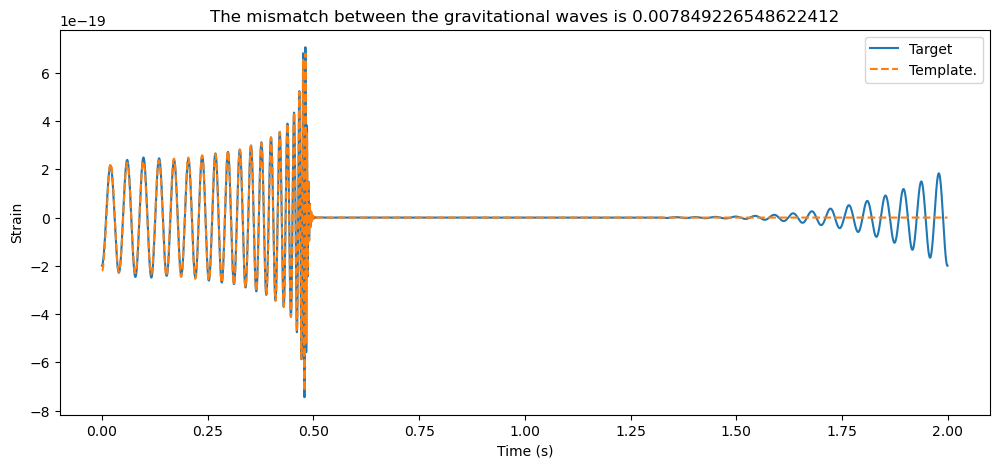 The mismatch between the gravitational waves is 0.007849226548622412
1e−19
Target
Template.
6
4
2
0
−2
−4
−6
−8
Strain
0.00
0.25
0.50
0.75
1.00
1.25
1.50
1.75
2.00
Time (s)